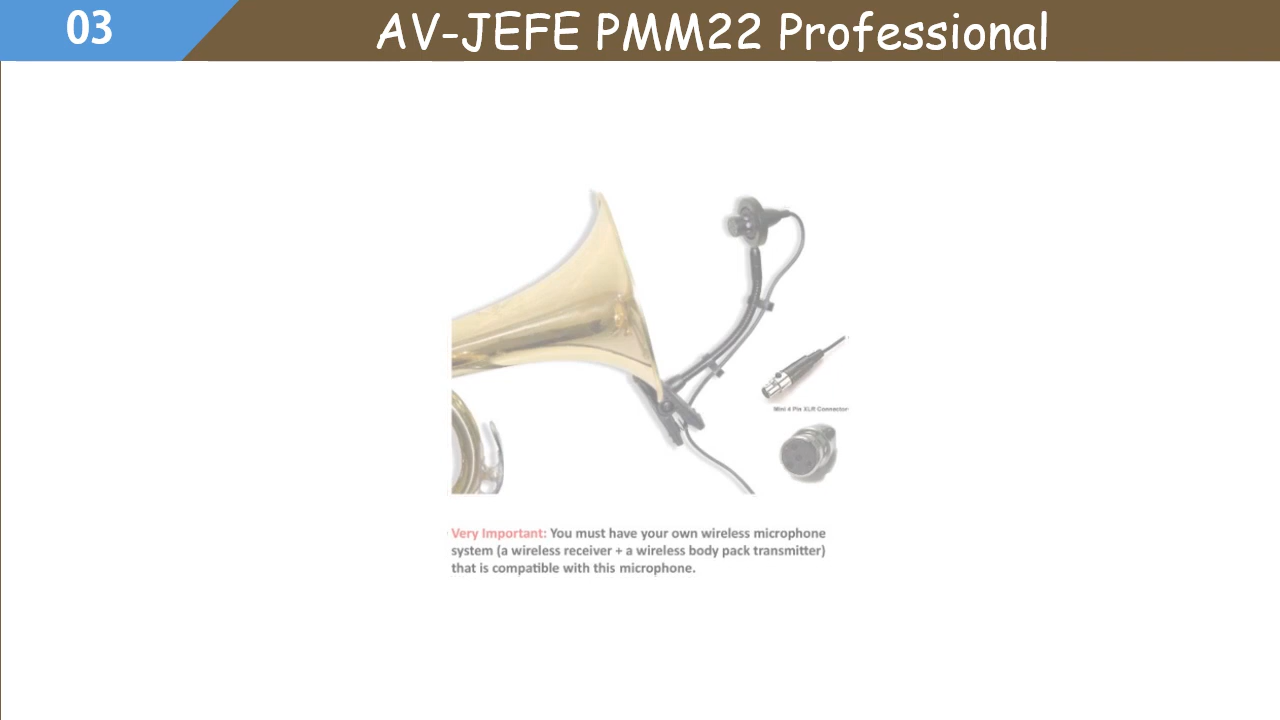 03
AV-JEFE PMM22 Professional
Mini 4 Pin XLR Connector
Very Important: You must have your own wireless microphone
system (a wireless receiver + a wireless body pack transmitter)
that is compatible with this microphone.